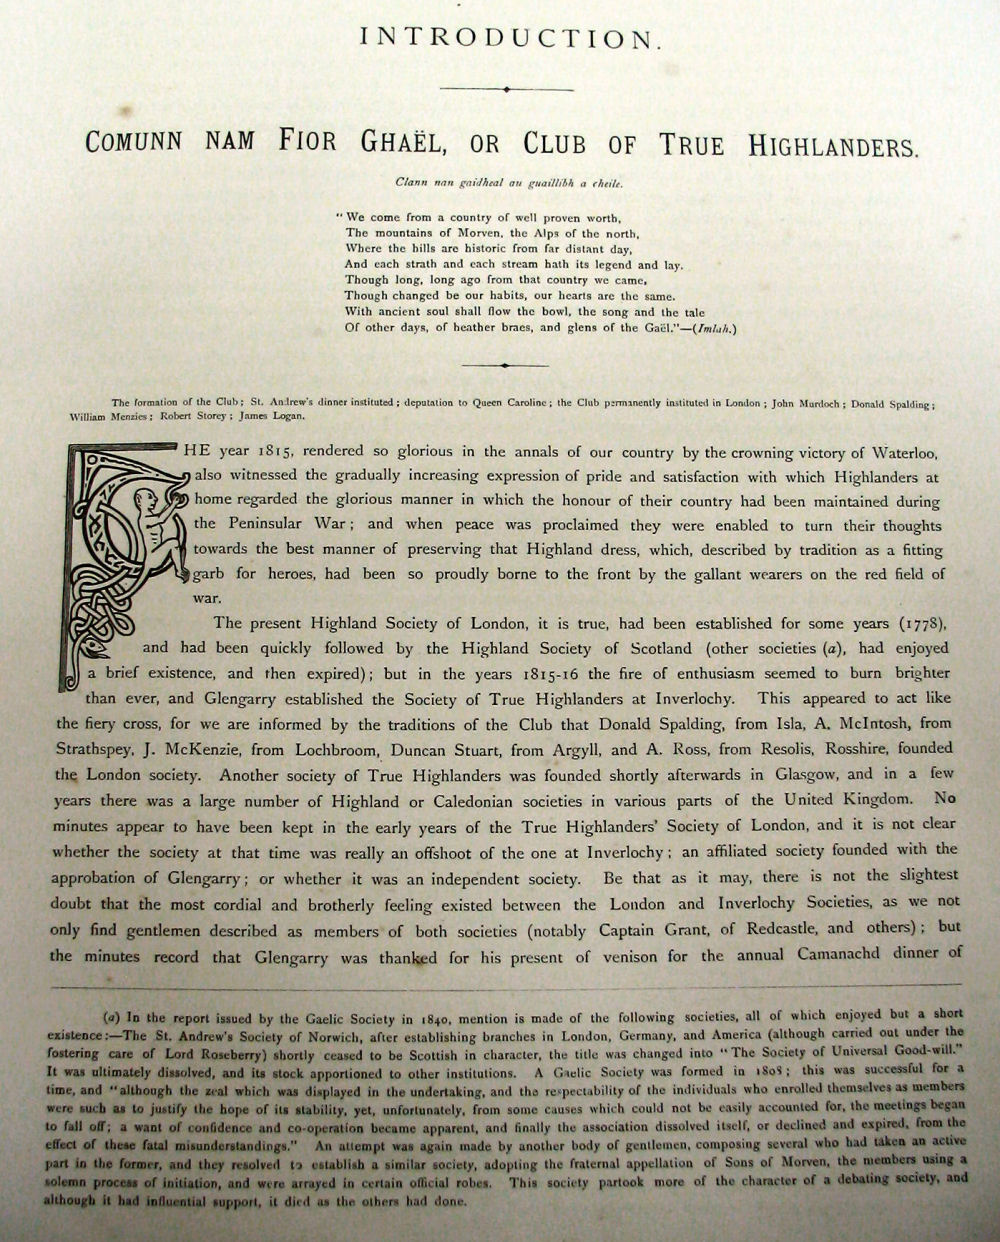 INTRODUCTION.
COMUNN NAM FIOR GHAËL, OR CLUB OF TRUE HIGHLANDERS.
Clann nan gaidheal au guaillibh a cheile.
"We come from a country of well proven worth,
The mountains of Morven, the Alps of the north,
Where the hills are historic from far distant day,
And each strath and each stream hath its legend and lay.
Though long, long ago from that country we came,
Though changed be our habits, our hearts are the same.
With ancient soul shall flow the bowl, the song and the tale
Of other days, of heather braes, and glens of the Gaël."—(Imlah.)
The formation of the Club; St. Andrew's dinner instituted; deputation to Queen Caroline; the Club permanently instituted in London; John Murdoch; Donald Spalding;
William Menzies; Robert Storey; James Logan.
THE year 1815, rendered so glorious in the annals of our country by the crowning victory of Waterloo,
also witnessed the gradually increasing expression of pride and satisfaction with which Highlanders at
home regarded the glorious manner in which the honour of their country had been maintained during
the Peninsular War; and when peace was proclaimed they were enabled to turn their thoughts
towards the best manner of preserving that Highland dress, which, described by tradition as a fitting
garb for heroes, had been so proudly borne to the front by the gallant wearers on the red field of
war.
The present Highland Society of London, it is true, had been established for some years (1778),
and had been quickly followed by the Highland Society of Scotland (other societies (a), had enjoyed
a brief existence, and then expired); but in the years 1815-16 the fire of enthusiasm seemed to burn brighter
than ever, and Glengarry established the Society of True Highlanders at Inverlochy. This appeared to act like
the fiery cross, for we are informed by the traditions of the Club that Donald Spalding, from Isla, A. McIntosh, from
Strathspey, J. McKenzie, from Lochbroom, Duncan Stuart, from Argyll, and A. Ross, from Resolis, Rosshire, founded
the London society. Another society of True Highlanders was founded shortly afterwards in Glasgow, and in a few
years there was a large number of Highland or Caledonian societies in various parts of the United Kingdom. No
minutes appear to have been kept in the early years of the True Highlanders' Society of London, and it is not clear
whether the society at that time was really an offshoot of the one at Inverlochy; an affiliated society founded with the
approbation of Glengarry; or whether it was an independent society. Be that as it may, there is not the slightest
doubt that the most cordial and brotherly feeling existed between the London and Inverlochy Societies, as we not
only find gentlemen described as members of both societies (notably Captain Grant, of Redcastle, and others); but
the minutes record that Glengarry was thanked for his present of venison for the annual Camanachd dinner of
(a) In the report issued by the Gaelic Society in 1840, mention is made of the following societies, all of which enjoyed but a short
existence:—The St. Andrew's Society of Norwich, after establishing branches in London, Germany, and America (although carried out under the
fostering care of Lord Roseberry) shortly ceased to be Scottish in character, the title was changed into "The Society of Universal Good-will."
It was ultimately dissolved, and its stock apportioned to other institutions. A Gaelic Society was formed in 1808; this was successful for a
time, and "although the zeal which was displayed in the undertaking, and the respectability of the individuals who enrolled themselves as members
were such as to justify the hope of its stability, yet, unfortunately, from some causes which could not be easily accounted for, the meetings began
to fall off; a want of confidence and co-operation became apparent, and finally the association dissolved itself, or declined and expired, from the
effect of these fatal misunderstandings." An attempt was again made by another body of gentlemen, composing several who had taken an active
part in the former, and they resolved to establish a similar society, adopting the fraternal appellation of Sons of Morven, the members using a
solemn process of initiation, and were arrayed in certain official robes. This society partook more of the character of a debating society, and
although it had influential support, it died as the others had done.